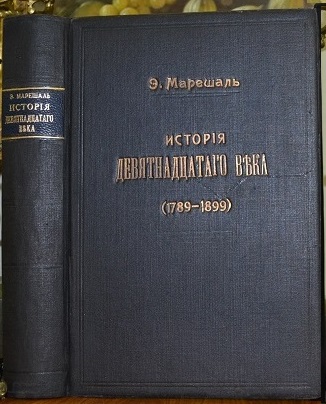 Э. МАРЕШАЛЬ
ИСТОРІЯ
ДЕВЯТНАДЦАТАГО
ВѢКА
Э. Марешаль
ИСТОРІЯ
ДЕВЯТНАДЦАТАГО ВѢКА
(1789–1899)